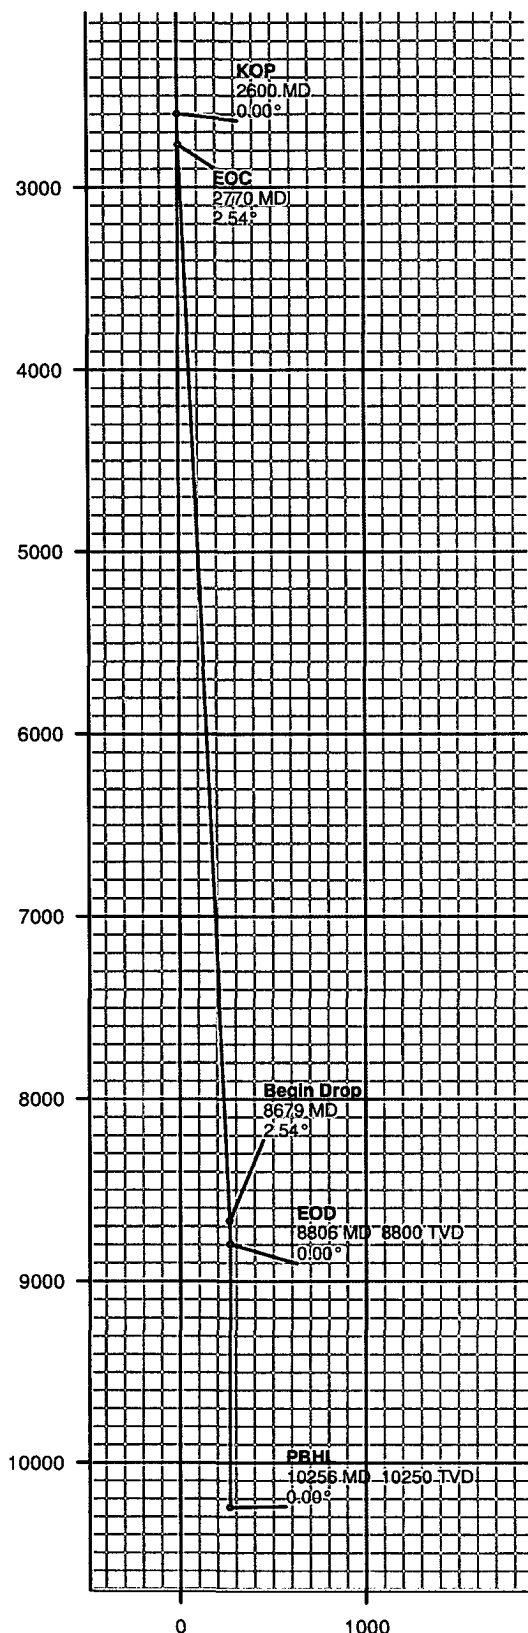 KOP
2600 MD
0.00°
EOC
2770 MD
2.54°
3000
4000
5000
6000
7000
8000
Begin Drop
8679 MD
2.54°
EOD
8806 MD 8800 TVD
0.00°
9000
10000
PBHL
10256 MD 10250 TVD
0.00°
0 1000